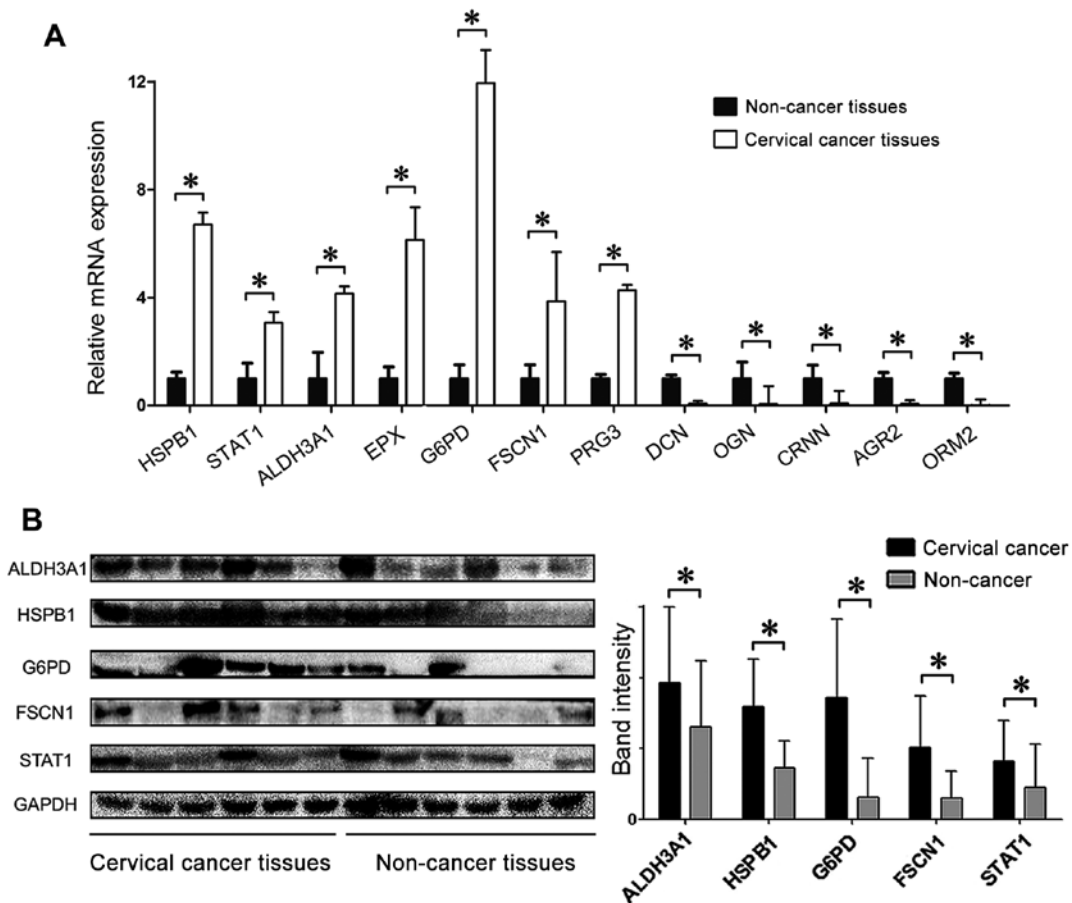 A
Relative mRNA expression
12
8
4
0
Non-cancer tissues
Cervical cancer tissues
* * * * * * * * * * * *
HSPB1 STAT1 ALDH3A1 EPX G6PD FSCN1 PRG3 DCN OGN CRNN AGR2 ORM2
B
ALDH3A1
HSPB1
G6PD
FSCN1
STAT1
GAPDH
Cervical cancer tissues Non-cancer tissues
Cervical cancer
Non-cancer
Band intensity
* * * * *
0
ALDH3A1 HSPB1 G6PD FSCN1 STAT1